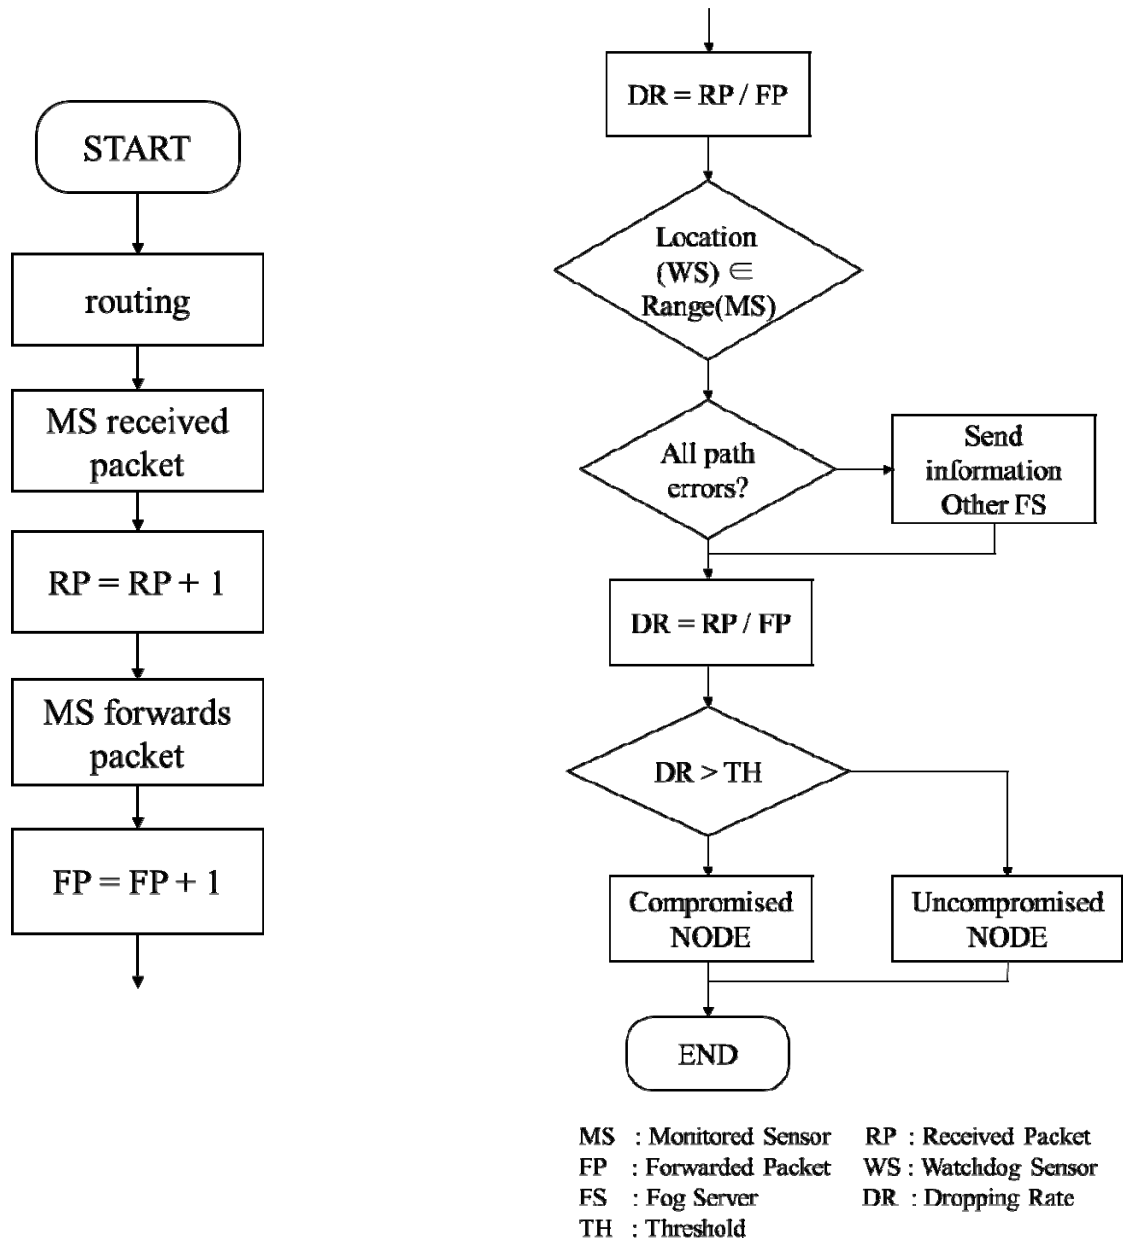 START
routing
MS received
packet
RP = RP + 1
MS forwards
packet
FP = FP + 1
DR = RP / FP
Location
(WS) ∈
Range(MS)
All path
errors?
Send
information
Other FS
DR = RP / FP
DR > TH
Compromised
NODE
Uncompromised
NODE
END
MS : Monitored Sensor RP : Received Packet
FP : Forwarded Packet WS : Watchdog Sensor
FS : Fog Server DR : Dropping Rate
TH : Threshold